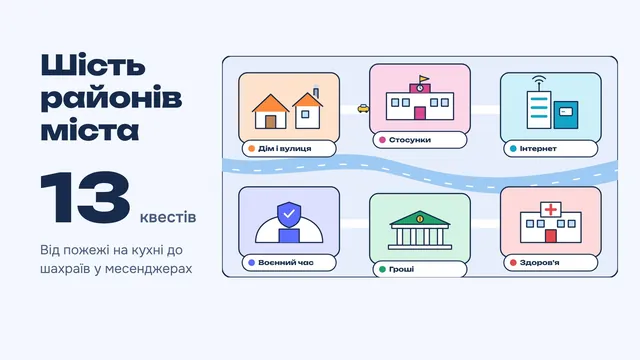 Шість
районів
міста
13 квестів
Від пожежі на кухні до
шахраїв у месенджерах
Дім і вулиця
Стосунки
Інтернет
Воєнний час
Гроші
Здоров'я